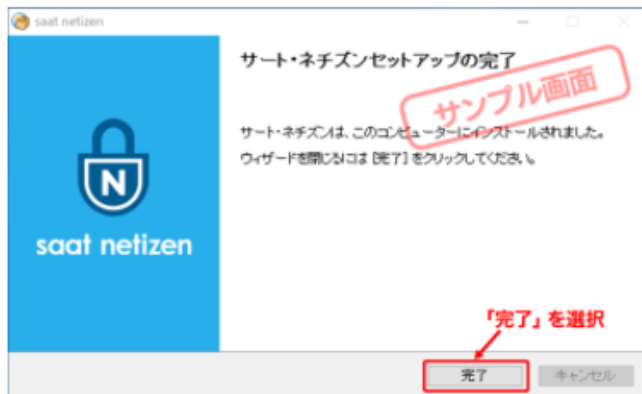 saat netizen
サート・ネチズンセットアップの完了
サンプル画面
サート・ネチズンは、このコンピューターにインストールされました。
ウィザードを閉じるには [完了] をクリックしてください。
N
saat netizen
「完了」を選択
完了
キャンセル